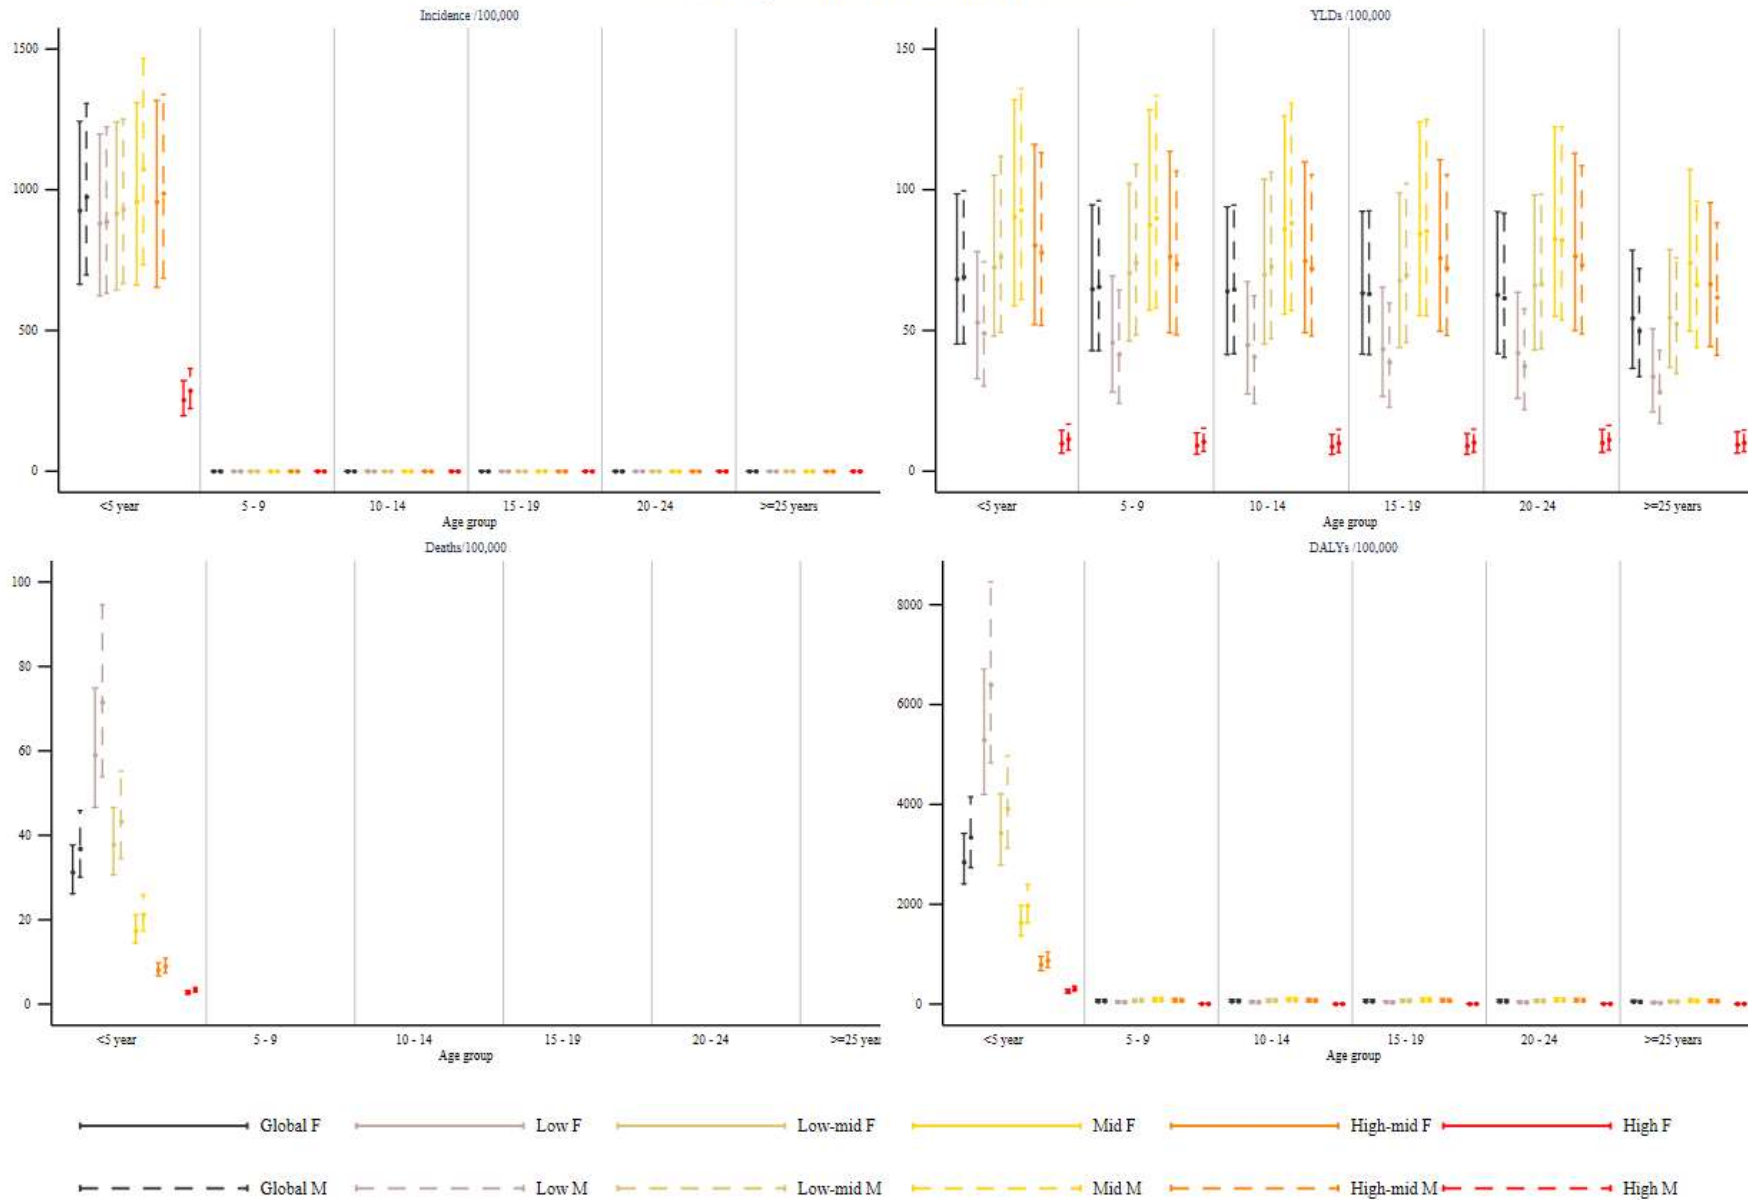 Incidence /100,000
1500
1000
500
0
<5 year 5 - 9 10 - 14 15 - 19 20 - 24 >=25 years
Age group
YLDs /100,000
150
100
50
0
<5 year 5 - 9 10 - 14 15 - 19 20 - 24 >=25 years
Age group
Deaths/100,000
100
80
60
40
20
0
<5 year 5 - 9 10 - 14 15 - 19 20 - 24 >=25 year
Age group
DALYs /100,000
8000
6000
4000
2000
0
<5 year 5 - 9 10 - 14 15 - 19 20 - 24 >=25 years
Age group
Global F Low F Low-mid F Mid F High-mid F High F
Global M Low M Low-mid M Mid M High-mid M High M